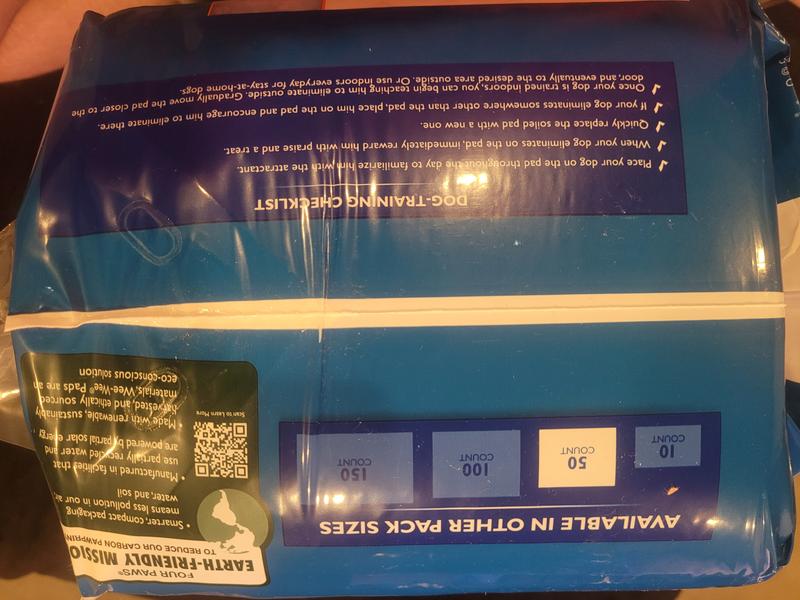 AVAILABLE IN OTHER PACK SIZES
10
COUNT
50
COUNT
100
COUNT
150
COUNT
FOUR PAWS®
EARTH-FRIENDLY MISSIO
TO REDUCE OUR CARBON PAWPRIN
• Smarter, compact packaging
means less pollution in our air,
water, and soil
• Manufactured in facilities that
use partially recycled water and
are powered by partial solar energy
Made with renewable, sustainably
harvested, and ethically sourced
materials, Wee-Wee® Pads are an
eco-conscious solution
Scan to Learn More
DOG-TRAINING CHECKLIST
✓ Place your dog on the pad throughout the day to familiarize him with the attractant.
✓ When your dog eliminates on the pad, immediately reward him with praise and a treat.
✓ Quickly replace the soiled pad with a new one.
✓ If your dog eliminates somewhere other than the pad, place him on the pad and encourage him to eliminate there.
✓ Once your dog is trained indoors, you can begin teaching him to eliminate outside. Gradually move the pad closer to the
door, and eventually to the desired area outside. Or use indoors everyday for stay-at-home dogs.